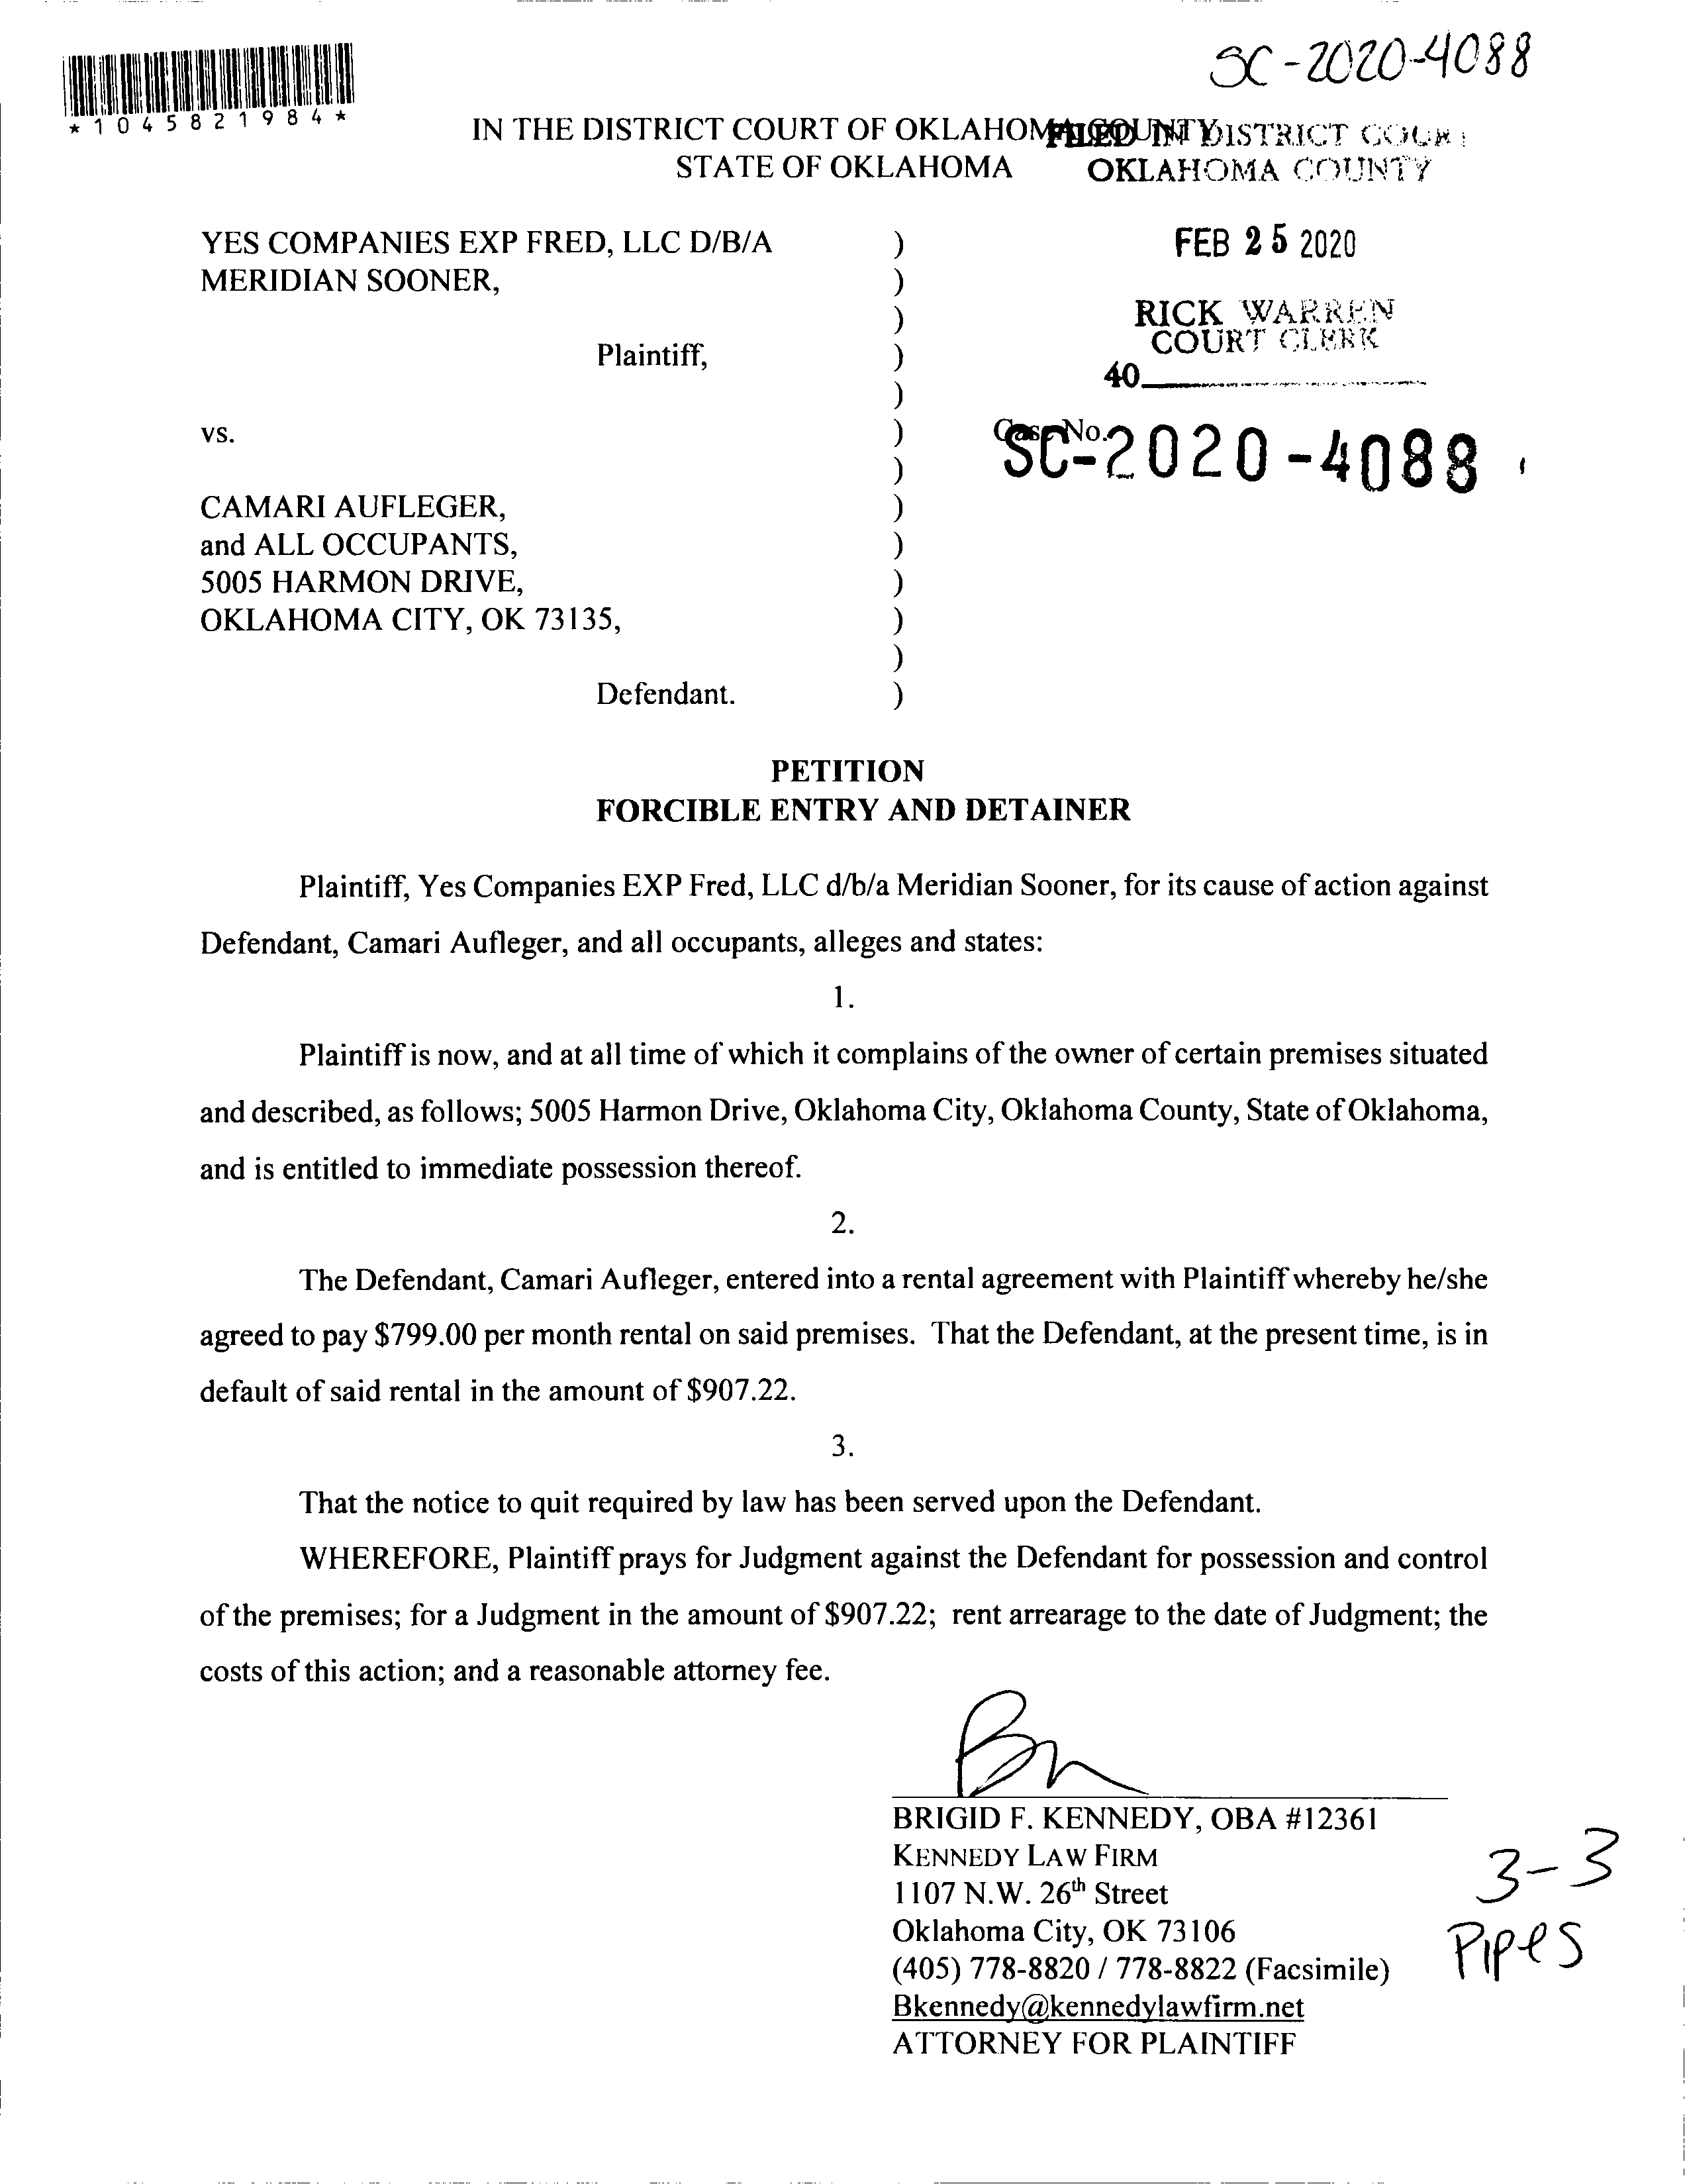 SC-2020-4088
*1045821984*
IN THE DISTRICT COURT OF OKLAHOMA COUNTY
STATE OF OKLAHOMA
FILED IN DISTRICT COURT
OKLAHOMA COUNTY
FEB 25 2020
RICK WARREN
COURT CLERK
40
YES COMPANIES EXP FRED, LLC D/B/A )
MERIDIAN SOONER, )
)
Plaintiff, )
)
vs. ) Case No.
SC-2020-4088
)
CAMARI AUFLEGER, )
and ALL OCCUPANTS, )
5005 HARMON DRIVE, )
OKLAHOMA CITY, OK 73135, )
)
Defendant. )
PETITION
FORCIBLE ENTRY AND DETAINER
Plaintiff, Yes Companies EXP Fred, LLC d/b/a Meridian Sooner, for its cause of action against
Defendant, Camari Aufleger, and all occupants, alleges and states:
1.
Plaintiff is now, and at all time of which it complains of the owner of certain premises situated
and described, as follows; 5005 Harmon Drive, Oklahoma City, Oklahoma County, State of Oklahoma,
and is entitled to immediate possession thereof.
2.
The Defendant, Camari Aufleger, entered into a rental agreement with Plaintiff whereby he/she
agreed to pay $799.00 per month rental on said premises. That the Defendant, at the present time, is in
default of said rental in the amount of $907.22.
3.
That the notice to quit required by law has been served upon the Defendant.
WHEREFORE, Plaintiff prays for Judgment against the Defendant for possession and control
of the premises; for a Judgment in the amount of $907.22; rent arrearage to the date of Judgment; the
costs of this action; and a reasonable attorney fee.
BRIGID F. KENNEDY, OBA #12361
KENNEDY LAW FIRM
1107 N.W. 26th Street
Oklahoma City, OK 73106
(405) 778-8820 / 778-8822 (Facsimile)
Bkennedy@kennedylawfirm.net
ATTORNEY FOR PLAINTIFF
3-3
Pipes